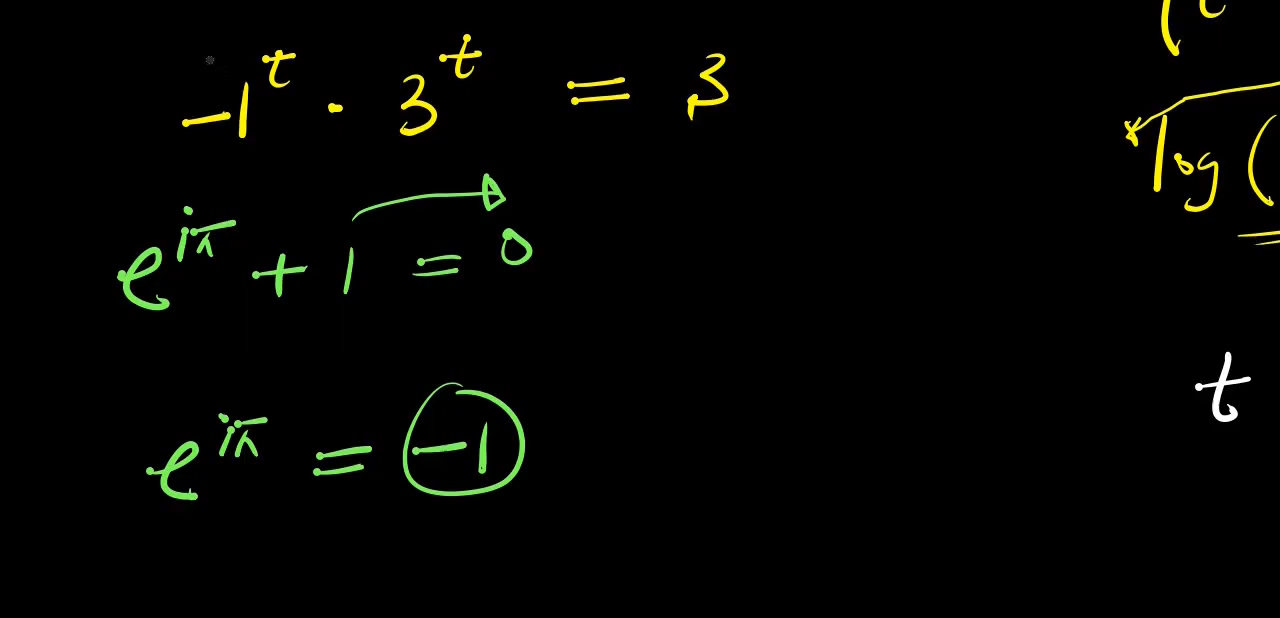 -1^t · 3^t = 3
e^{iπ} + 1 = 0
e^{iπ} = -1
log (
t